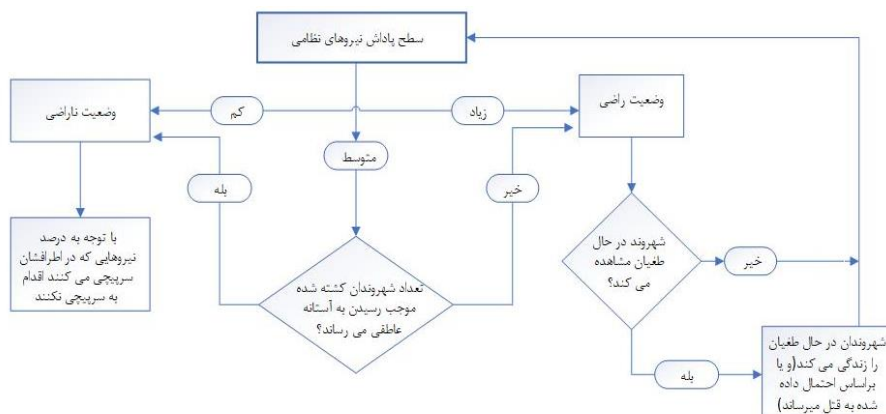 سطح پاداش نیروهای نظامی
وضعیت راضی
زیاد
کم
وضعیت ناراضی
متوسط
خیر
بله
شهروند در حال
طغیان مشاهده
می کند؟
خیر
با توجه به درصد
نیروهایی که در اطرافشان
سرپیچی می کنند اقدام
به سرپیچی نکنند
تعداد شهروندان کشته شده
موجب رسیدن به آستانه
عاطفی می رساند؟
بله
شهروندان در حال طغیان
را زندگی می کند(و یا
براساس احتمال داده
شده به قتل میرساند)